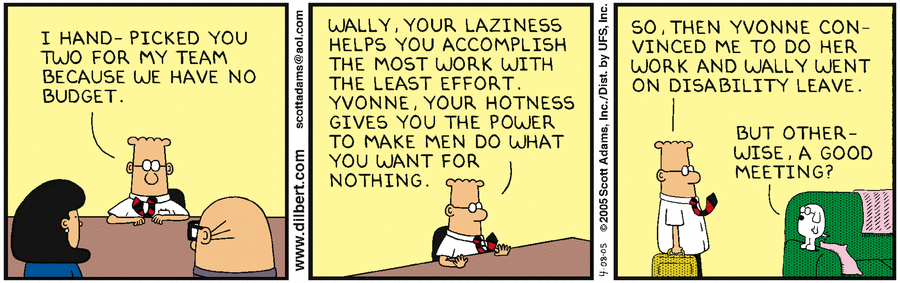 I HAND-PICKED YOU
TWO FOR MY TEAM
BECAUSE WE HAVE NO
BUDGET.
www.dilbert.com
scottadams@aol.com
WALLY, YOUR LAZINESS
HELPS YOU ACCOMPLISH
THE MOST WORK WITH
THE LEAST EFFORT.
YVONNE, YOUR HOTNESS
GIVES YOU THE POWER
TO MAKE MEN DO WHAT
YOU WANT FOR
NOTHING.
4-08-05 © 2005 Scott Adams, Inc./Dist. by UFS, Inc.
SO, THEN YVONNE CON-
VINCED ME TO DO HER
WORK AND WALLY WENT
ON DISABILITY LEAVE.
BUT OTHER-
WISE, A GOOD
MEETING?